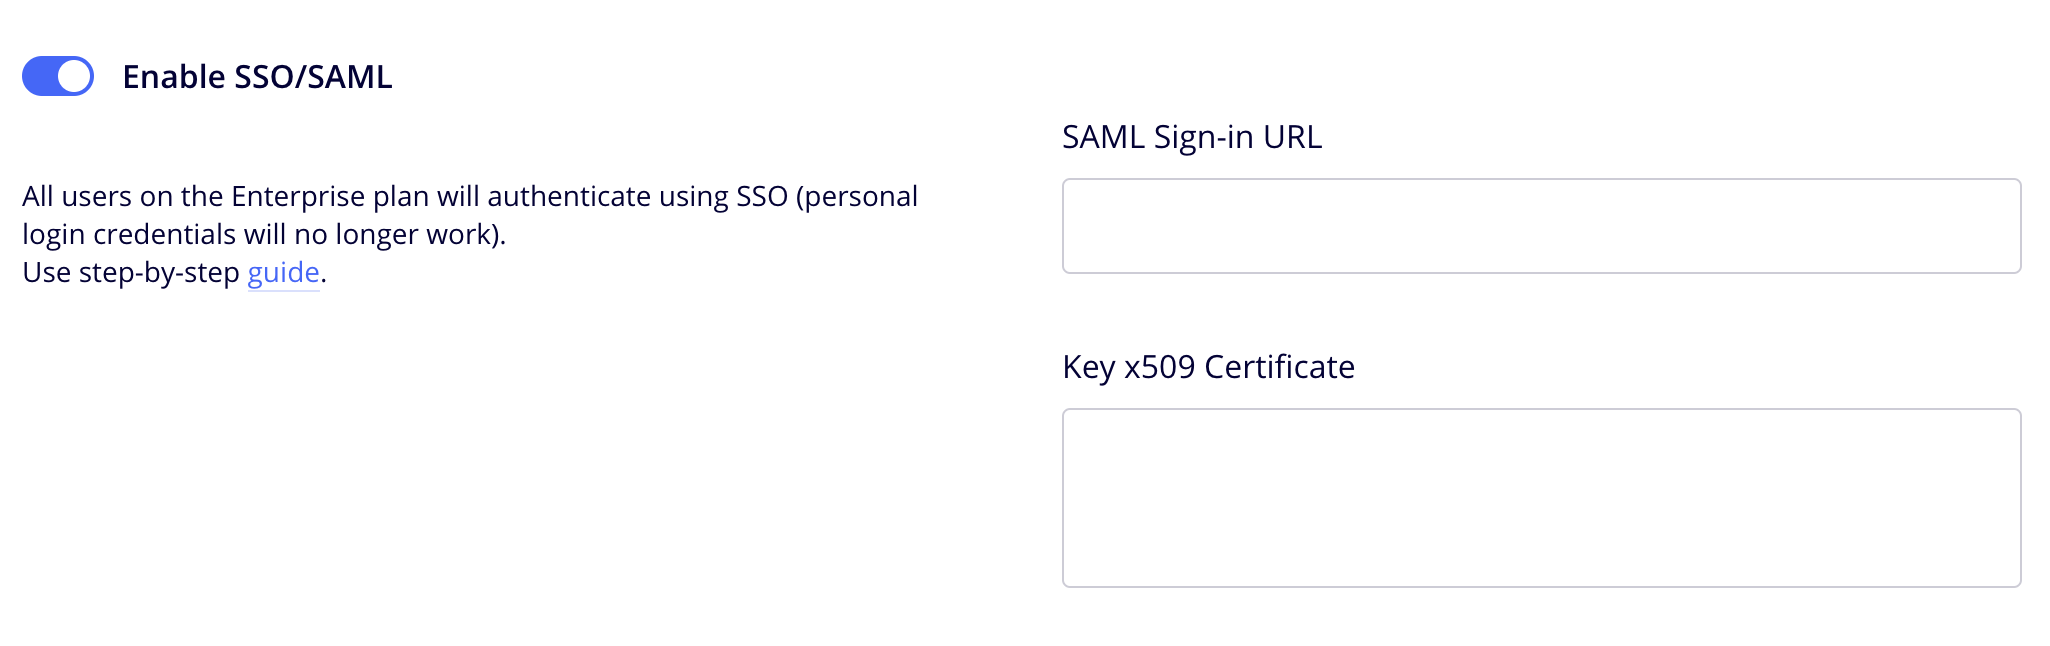 Enable SSO/SAML
All users on the Enterprise plan will authenticate using SSO (personal
login credentials will no longer work).
Use step-by-step guide.
SAML Sign-in URL
Key x509 Certificate